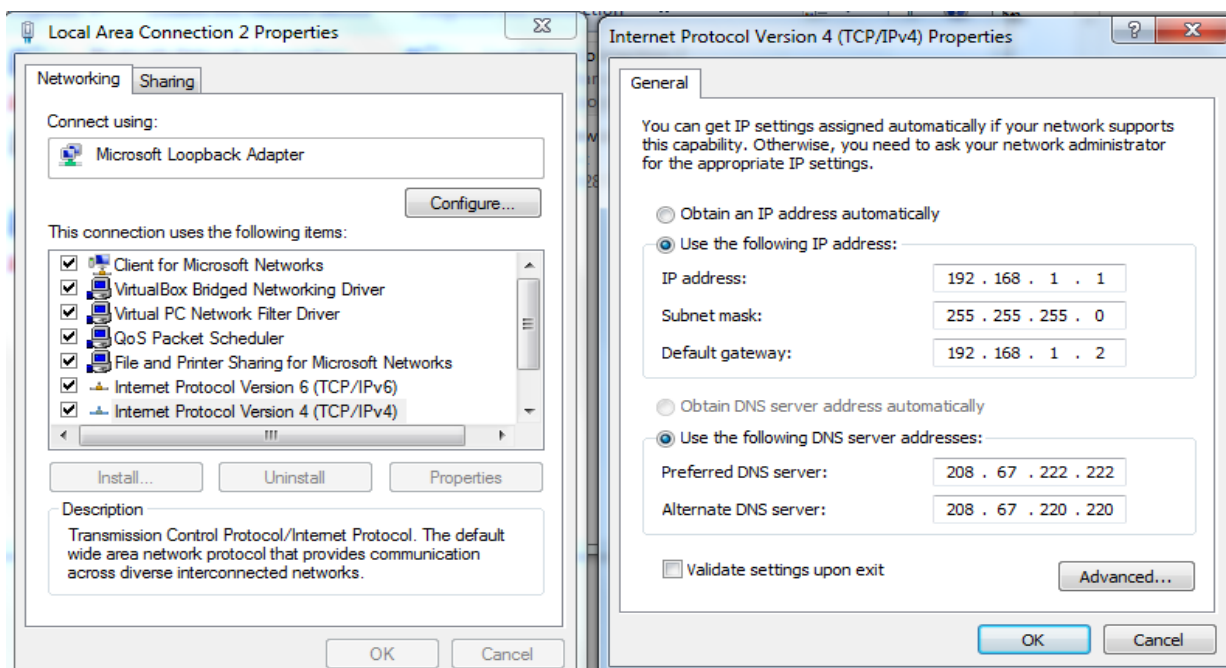 Local Area Connection 2 Properties
Networking
Sharing
Connect using:
Microsoft Loopback Adapter
Configure...
This connection uses the following items:
Client for Microsoft Networks
VirtualBox Bridged Networking Driver
Virtual PC Network Filter Driver
QoS Packet Scheduler
File and Printer Sharing for Microsoft Networks
Internet Protocol Version 6 (TCP/IPv6)
Internet Protocol Version 4 (TCP/IPv4)
Install...
Uninstall
Properties
Description
Transmission Control Protocol/Internet Protocol. The default
wide area network protocol that provides communication
across diverse interconnected networks.
OK
Cancel
Internet Protocol Version 4 (TCP/IPv4) Properties
General
You can get IP settings assigned automatically if your network supports
this capability. Otherwise, you need to ask your network administrator
for the appropriate IP settings.
Obtain an IP address automatically
Use the following IP address:
IP address: 192 . 168 . 1 . 1
Subnet mask: 255 . 255 . 255 . 0
Default gateway: 192 . 168 . 1 . 2
Obtain DNS server address automatically
Use the following DNS server addresses:
Preferred DNS server: 208 . 67 . 222 . 222
Alternate DNS server: 208 . 67 . 220 . 220
Validate settings upon exit
Advanced...
OK
Cancel